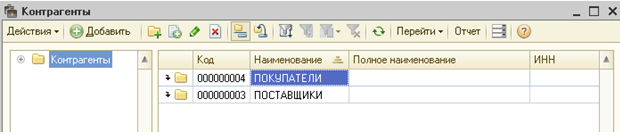 Контрагенты
Действия Добавить Перейти Отчет
Контрагенты
Код Наименование Полное наименование ИНН
000000004 ПОКУПАТЕЛИ
000000003 ПОСТАВЩИКИ